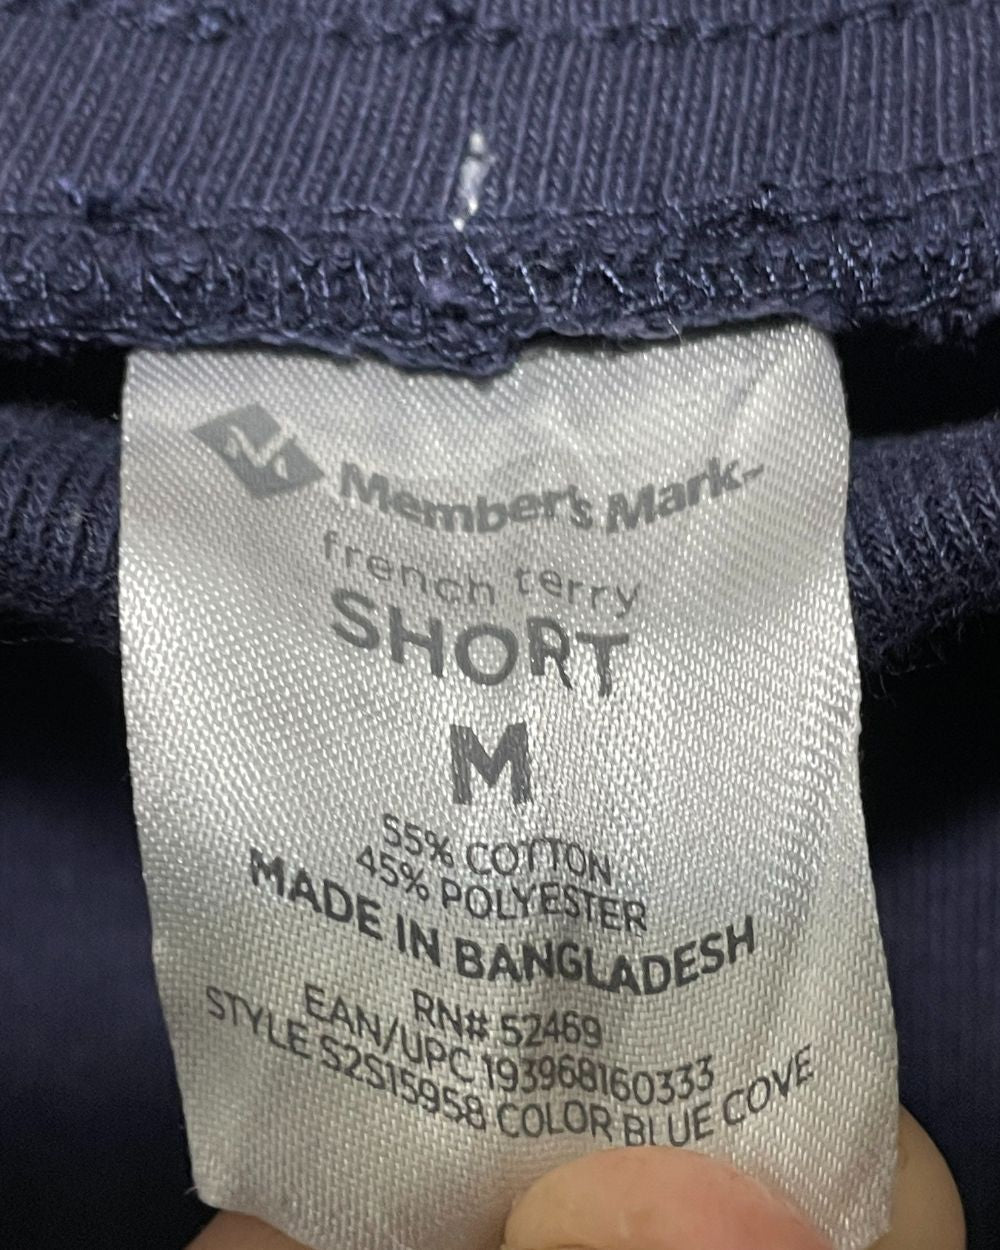 Member's Mark
french terry
SHORT
M
55% COTTON
45% POLYESTER
MADE IN BANGLADESH
RN# 52469
EAN/UPC 193968160333
STYLE S2S15958 COLOR BLUE COVE